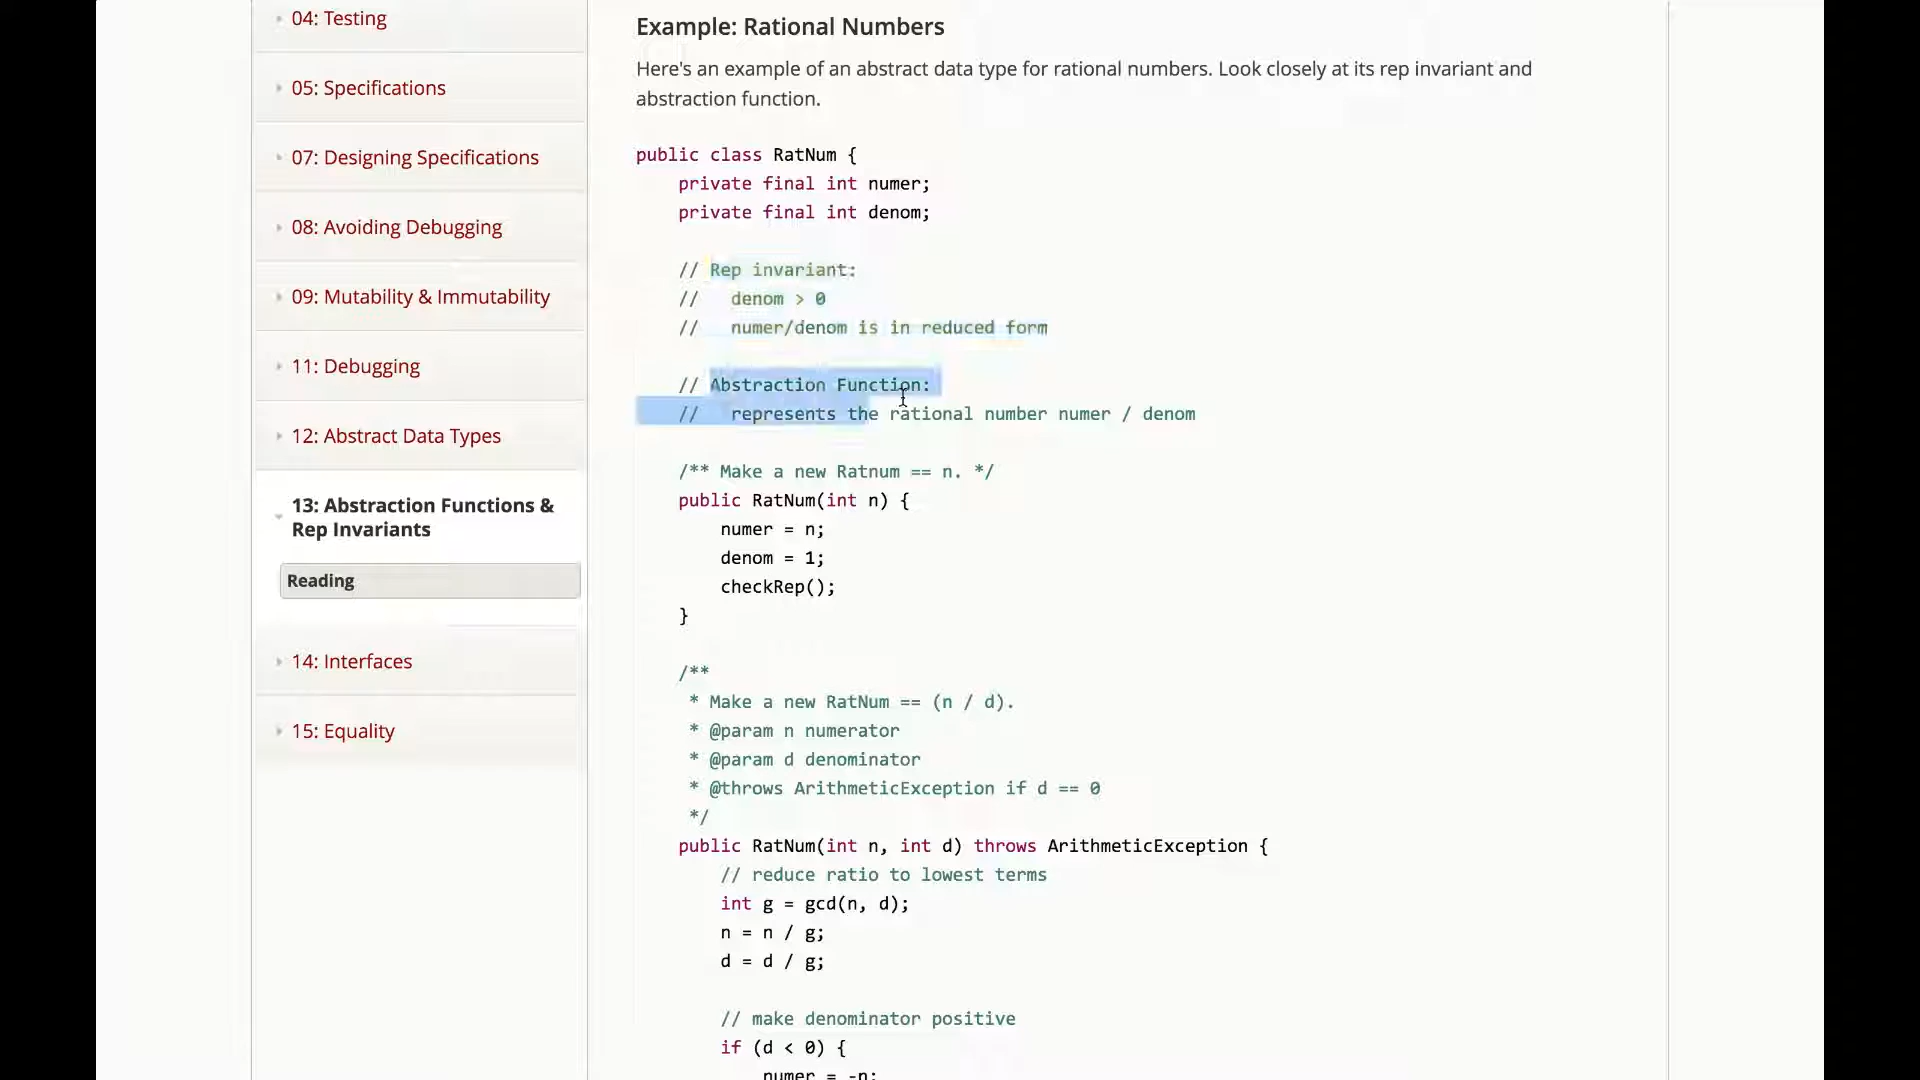 04: Testing
05: Specifications
07: Designing Specifications
08: Avoiding Debugging
09: Mutability & Immutability
11: Debugging
12: Abstract Data Types
13: Abstraction Functions &
Rep Invariants
Reading
14: Interfaces
15: Equality
Example: Rational Numbers
Here's an example of an abstract data type for rational numbers. Look closely at its rep invariant and
abstraction function.
public class RatNum {
    private final int numer;
    private final int denom;
    // Rep invariant:
    //   denom > 0
    //   numer/denom is in reduced form
    // Abstraction Function:
    //   represents the rational number numer / denom
    /** Make a new Ratnum == n. */
    public RatNum(int n) {
        numer = n;
        denom = 1;
        checkRep();
    }
    /**
     * Make a new RatNum == (n / d).
     * @param n numerator
     * @param d denominator
     * @throws ArithmeticException if d == 0
     */
    public RatNum(int n, int d) throws ArithmeticException {
        // reduce ratio to lowest terms
        int g = gcd(n, d);
        n = n / g;
        d = d / g;
        // make denominator positive
        if (d < 0) {
            numer = -n;